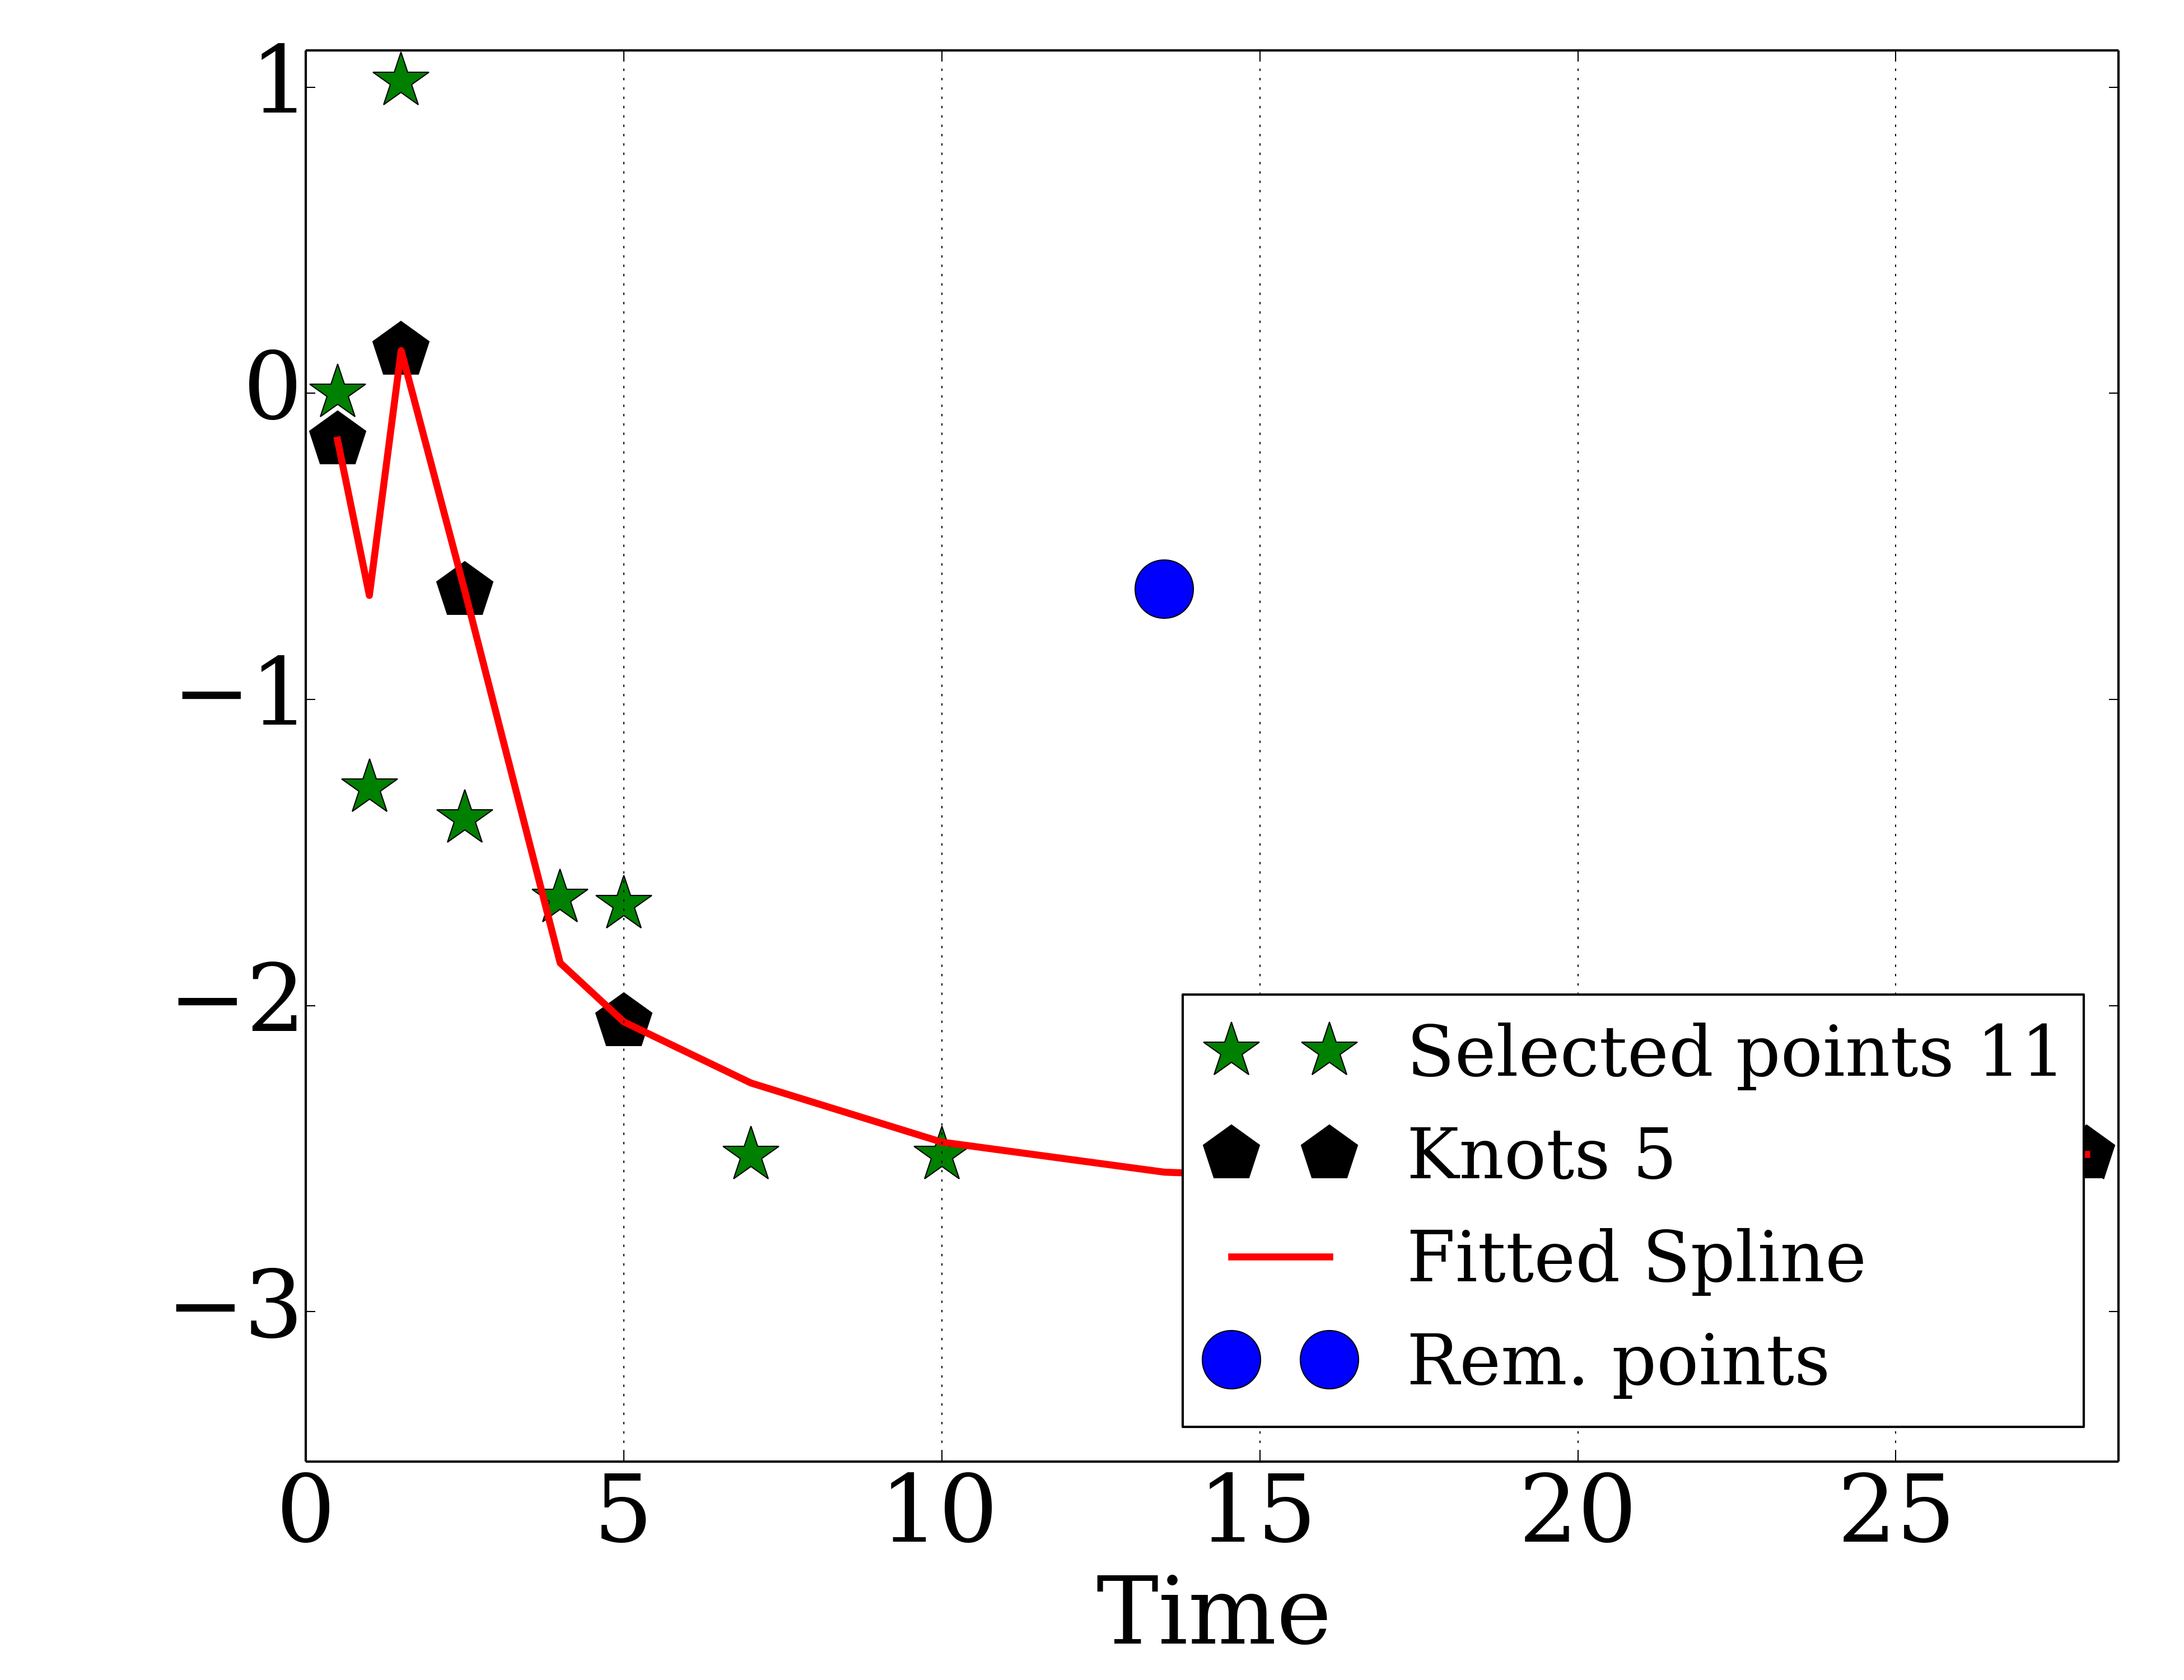 1
0
−1
−2
−3
Selected points 11
Knots 5
Fitted Spline
Rem. points
0 5 10 15 20 25
Time